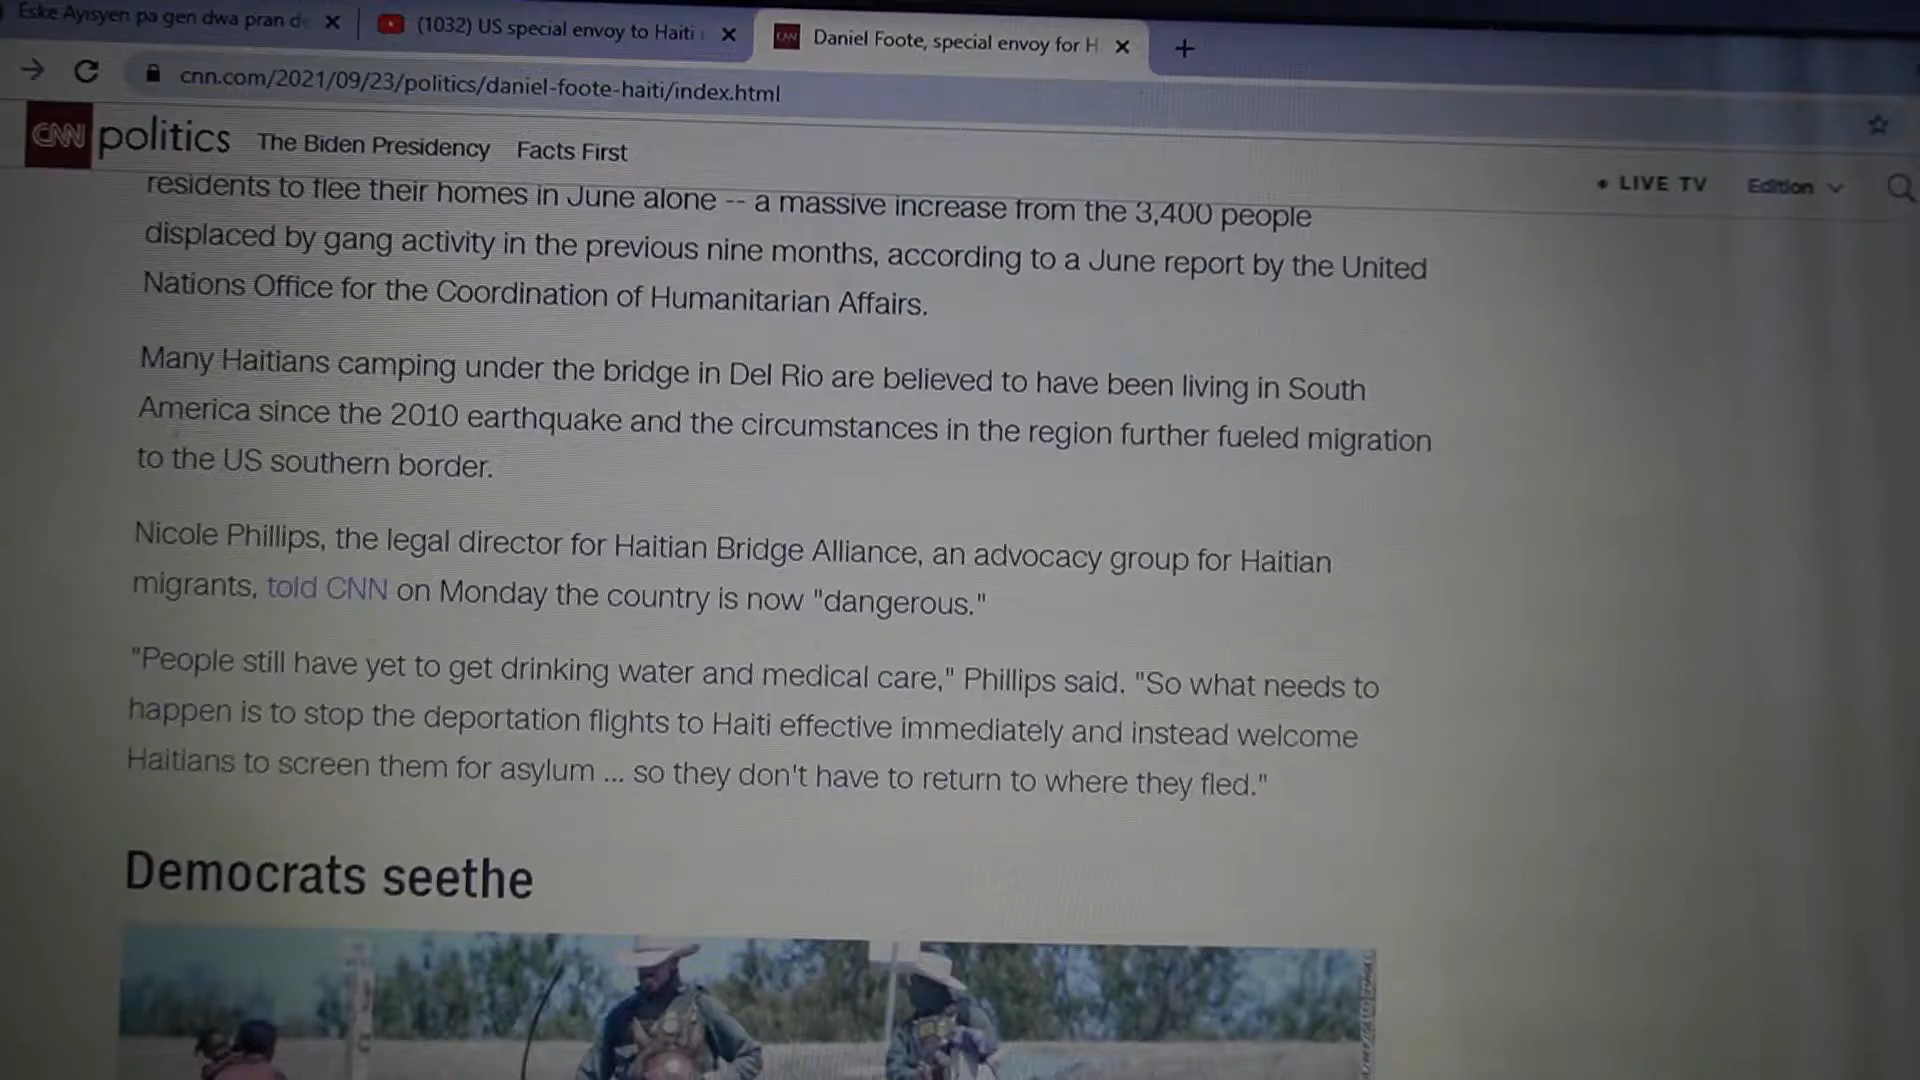 Eske Ayisyen pa gen dwa pran de
(1032) US special envoy to Haiti
Daniel Foote, special envoy for H
cnn.com/2021/09/23/politics/daniel-foote-haiti/index.html
CNN politics The Biden Presidency Facts First
LIVE TV Edition
residents to flee their homes in June alone -- a massive increase from the 3,400 people
displaced by gang activity in the previous nine months, according to a June report by the United
Nations Office for the Coordination of Humanitarian Affairs.
Many Haitians camping under the bridge in Del Rio are believed to have been living in South
America since the 2010 earthquake and the circumstances in the region further fueled migration
to the US southern border.
Nicole Phillips, the legal director for Haitian Bridge Alliance, an advocacy group for Haitian
migrants, told CNN on Monday the country is now "dangerous."
"People still have yet to get drinking water and medical care," Phillips said. "So what needs to
happen is to stop the deportation flights to Haiti effective immediately and instead welcome
Haitians to screen them for asylum ... so they don't have to return to where they fled."
Democrats seethe